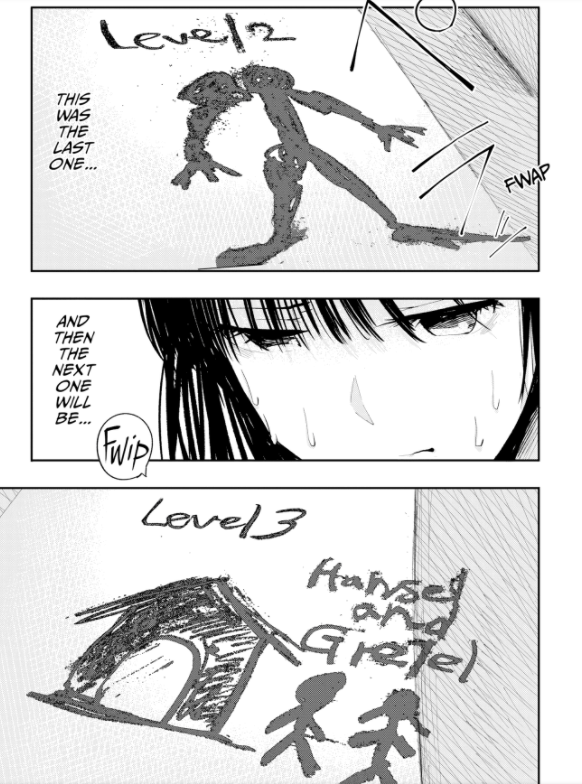 Level 2
THIS
WAS
THE
LAST
ONE...
FWAP
AND
THEN
THE
NEXT
ONE
WILL
BE...
FWIP
Level 3
Hansel
and
Gretel